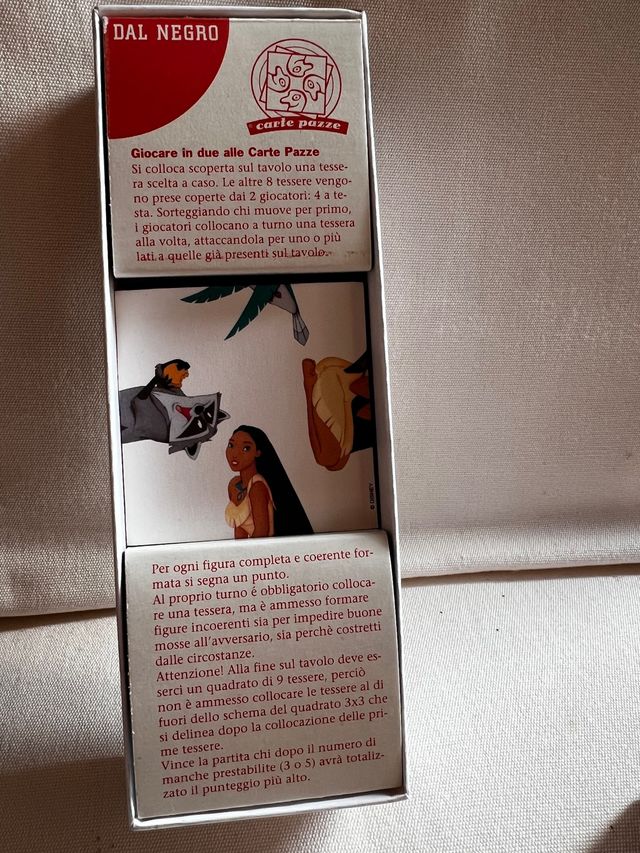 DAL NEGRO
carte pazze
Giocare in due alle Carte Pazze
Si colloca scoperta sul tavolo una tesse-
ra scelta a caso. Le altre 8 tessere vengo-
no prese coperte dai 2 giocatori: 4 a te-
sta. Sorteggiando chi muove per primo,
i giocatori collocano a turno una tessera
alla volta, attaccandola per uno o più
lati a quelle già presenti sul tavolo.
© DISNEY
Per ogni figura completa e coerente for-
mata si segna un punto.
Al proprio turno é obbligatorio colloca-
re una tessera, ma è ammesso formare
figure incoerenti sia per impedire buone
mosse all'avversario, sia perchè costretti
dalle circostanze.
Attenzione! Alla fine sul tavolo deve es-
serci un quadrato di 9 tessere, perciò
non è ammesso collocare le tessere al di
fuori dello schema del quadrato 3x3 che
si delinea dopo la collocazione delle pri-
me tessere.
Vince la partita chi dopo il numero di
manche prestabilite (3 o 5) avrà totaliz-
zato il punteggio più alto.